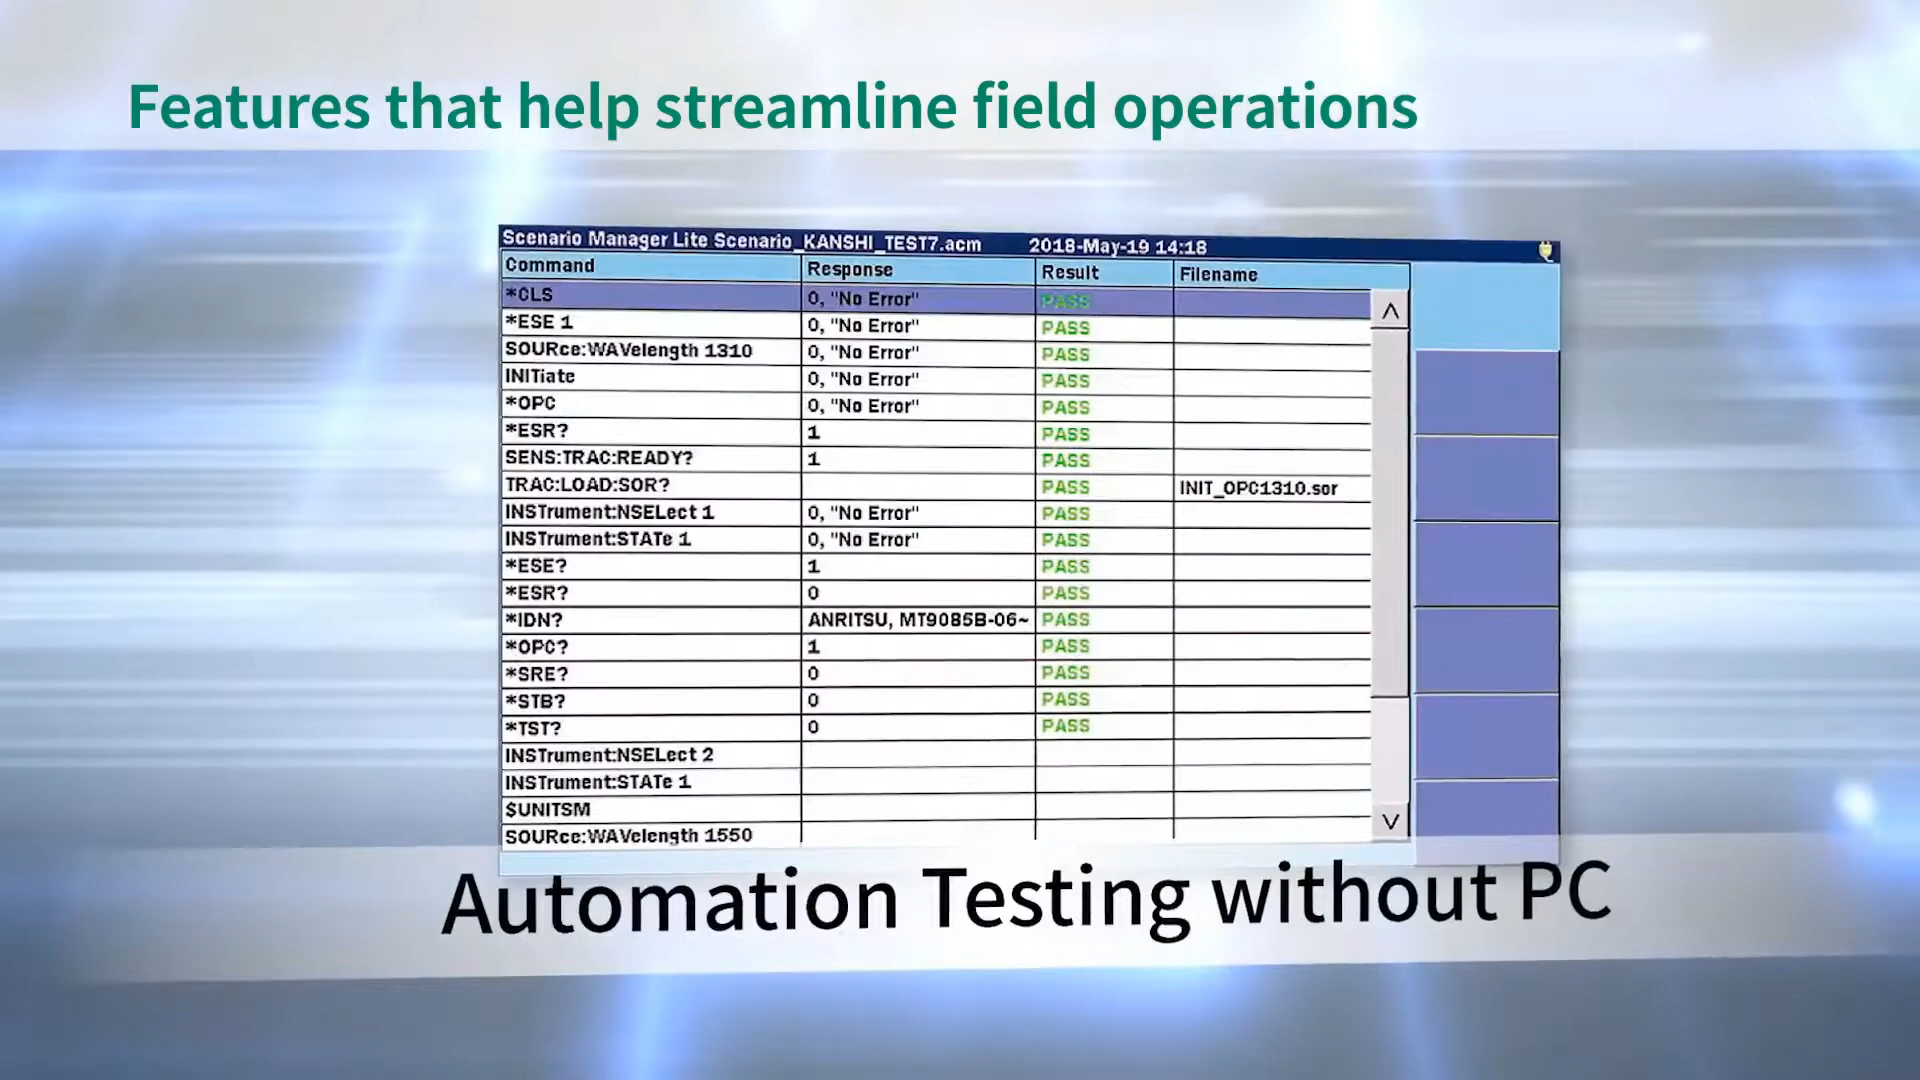 Features that help streamline field operations
Scenario Manager Lite Scenario_KANSHI_TEST7.acm 2018-May-19 14:18
Command Response Result Filename
*CLS 0, "No Error" PASS
*ESE 1 0, "No Error" PASS
SOURce:WAVelength 1310 0, "No Error" PASS
INITiate 0, "No Error" PASS
*OPC 0, "No Error" PASS
*ESR? 1 PASS
SENS:TRAC:READY? 1 PASS
TRAC:LOAD:SOR? PASS INIT_OPC1310.sor
INSTrument:NSELect 1 0, "No Error" PASS
INSTrument:STATe 1 0, "No Error" PASS
*ESE? 1 PASS
*ESR? 0 PASS
*IDN? ANRITSU, MT9085B-06~ PASS
*OPC? 1 PASS
*SRE? 0 PASS
*STB? 0 PASS
*TST? 0 PASS
INSTrument:NSELect 2
INSTrument:STATe 1
$UNITSM
SOURce:WAVelength 1550
Automation Testing without PC